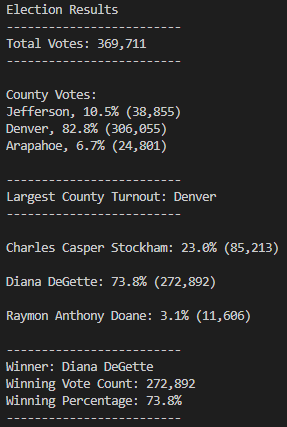 Election Results
-------------------------
Total Votes: 369,711
-------------------------
County Votes:
Jefferson, 10.5% (38,855)
Denver, 82.8% (306,055)
Arapahoe, 6.7% (24,801)
-------------------------
Largest County Turnout: Denver
-------------------------
Charles Casper Stockham: 23.0% (85,213)
Diana DeGette: 73.8% (272,892)
Raymon Anthony Doane: 3.1% (11,606)
-------------------------
Winner: Diana DeGette
Winning Vote Count: 272,892
Winning Percentage: 73.8%
-------------------------